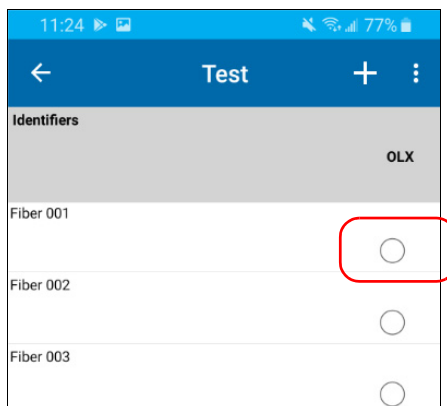 11:24 77%
Test
Identifiers
OLX
Fiber 001
Fiber 002
Fiber 003